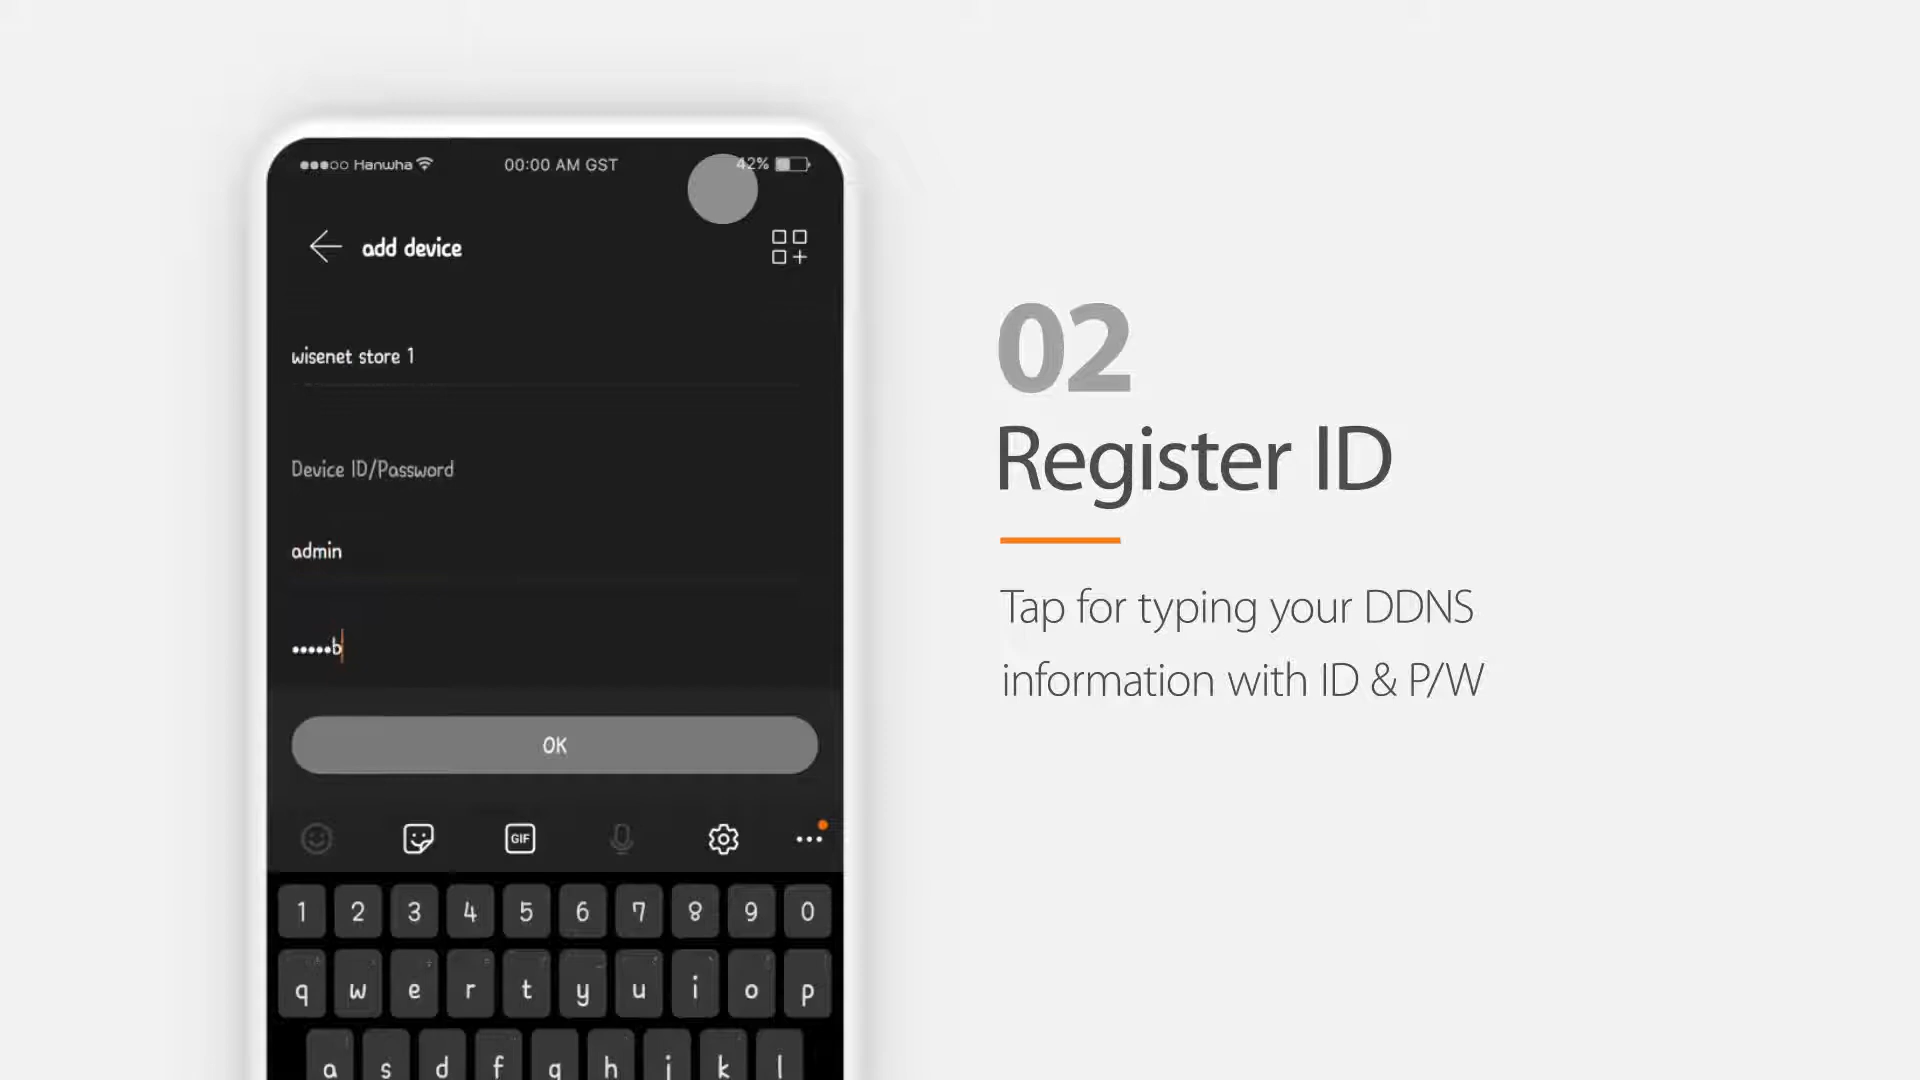 Hanwha 00:00 AM GST 42%
add device
wisenet store 1
Device ID/Password
admin
•••••b
OK
GIF
1 2 3 4 5 6 7 8 9 0
q w e r t y u i o p
a s d f g h j k l
02
Register ID
Tap for typing your DDNS
information with ID & P/W